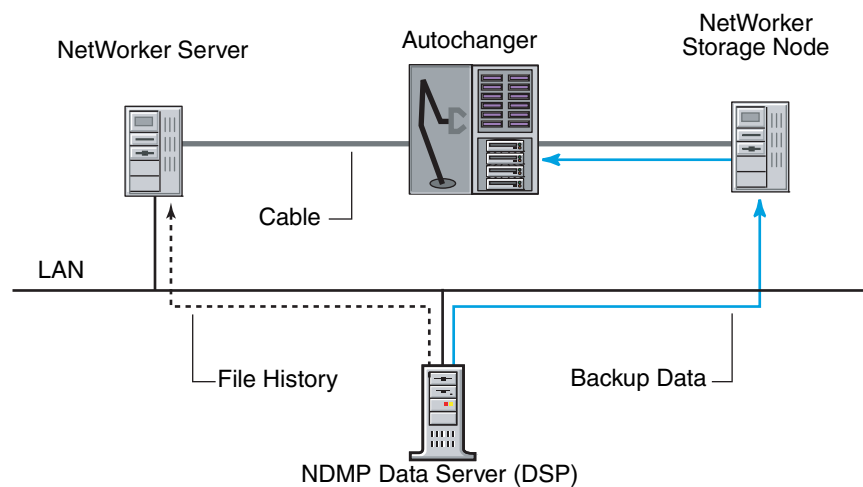 NetWorker Server
Autochanger
NetWorker
Storage Node
Cable
LAN
File History
Backup Data
NDMP Data Server (DSP)